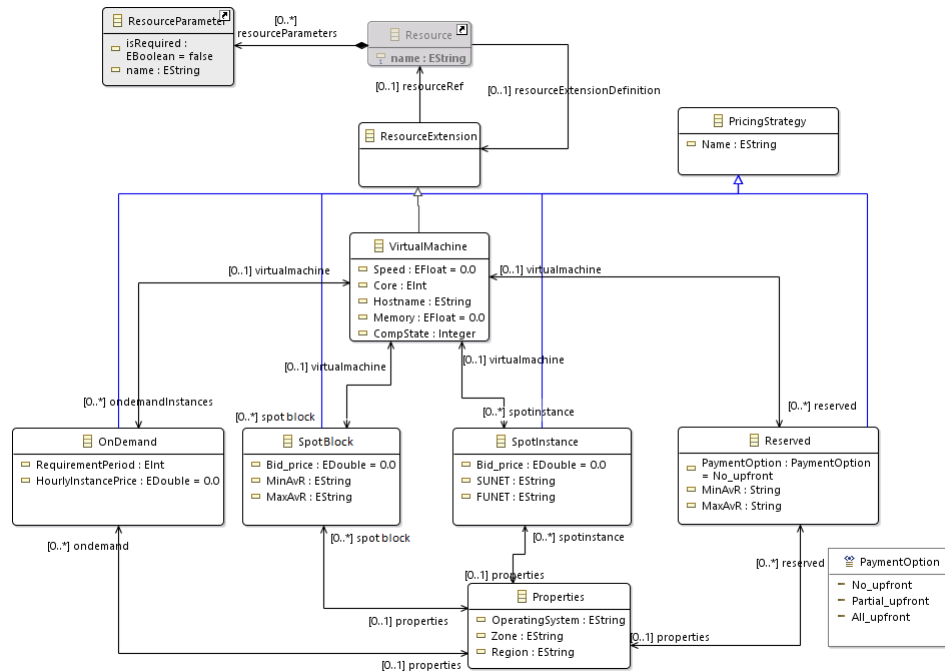 ResourceParameter
isRequired :
EBoolean = false
name : EString
[0..*]
resourceParameters
Resource
name : EString
[0..1] resourceRef
[0..1] resourceExtensionDefinition
ResourceExtension
PricingStrategy
Name : EString
VirtualMachine
Speed : EFloat = 0.0
Core : EInt
Hostname : EString
Memory : EFloat = 0.0
CompState : Integer
[0..1] virtualmachine
[0..1] virtualmachine
[0..1] virtualmachine
[0..1] virtualmachine
[0..*] ondemandInstances
[0..*] spot block
[0..*] spotinstance
[0..*] reserved
OnDemand
RequirementPeriod : EInt
HourlyInstancePrice : EDouble = 0.0
SpotBlock
Bid_price : EDouble = 0.0
MinAvR : EString
MaxAvR : EString
SpotInstance
Bid_price : EDouble = 0.0
SUNET : EString
FUNET : EString
Reserved
PaymentOption : PaymentOption
= No_upfront
MinAvR : String
MaxAvR : String
[0..*] ondemand
[0..*] spot block
[0..*] spotinstance
[0..*] reserved
PaymentOption
No_upfront
Partial_upfront
All_upfront
[0..1] properties
Properties
OperatingSystem : EString
Zone : EString
Region : EString
[0..1] properties
[0..1] properties
[0..1] properties